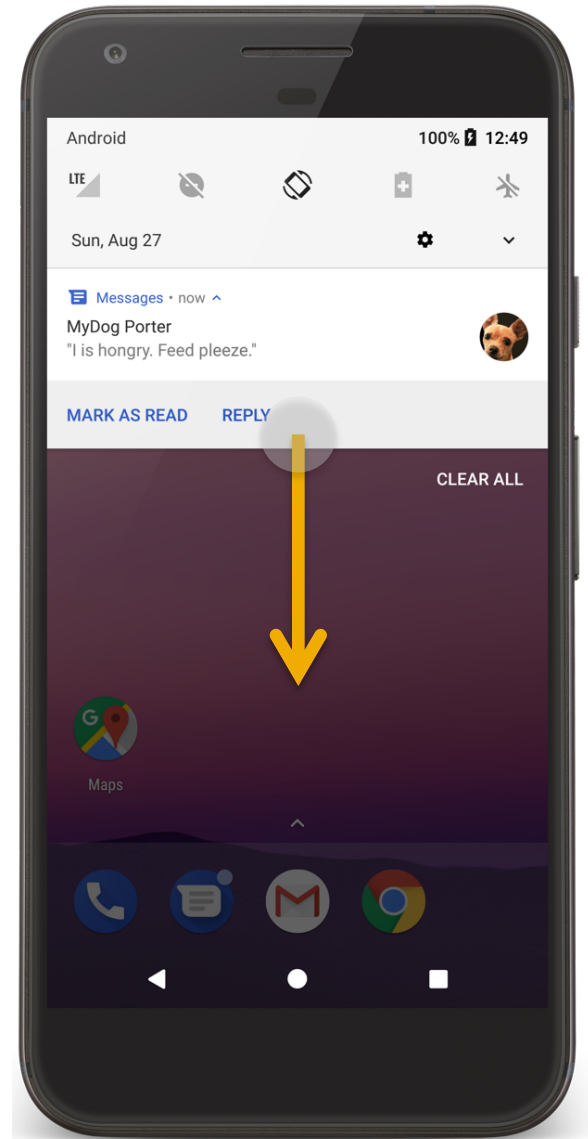 Android 100% 12:49
LTE
Sun, Aug 27
Messages • now
MyDog Porter
"I is hongry. Feed pleeze."
MARK AS READ REPLY
CLEAR ALL
G
Maps